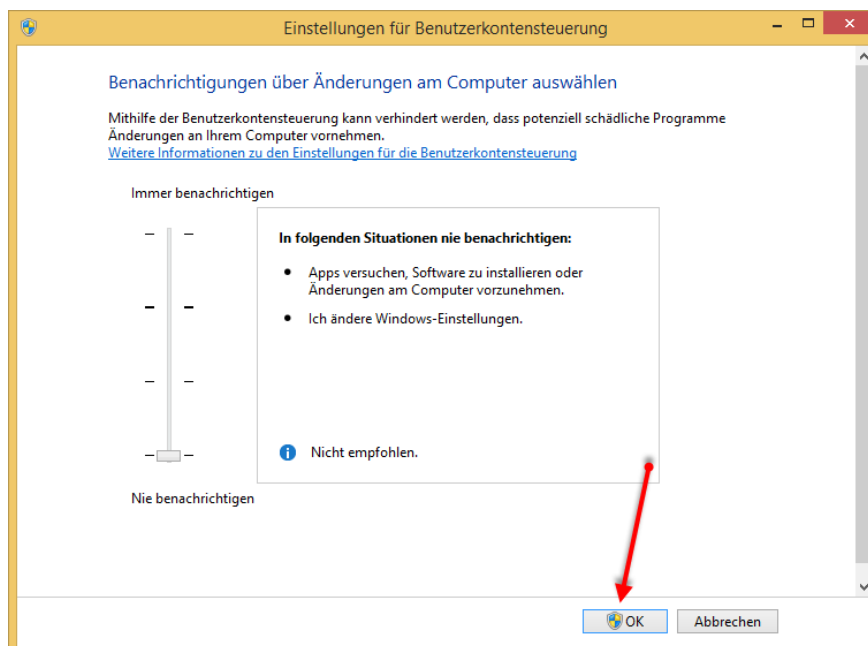 Einstellungen für Benutzerkontensteuerung
Benachrichtigungen über Änderungen am Computer auswählen
Mithilfe der Benutzerkontensteuerung kann verhindert werden, dass potenziell schädliche Programme
Änderungen an Ihrem Computer vornehmen.
Weitere Informationen zu den Einstellungen für die Benutzerkontensteuerung
Immer benachrichtigen
In folgenden Situationen nie benachrichtigen:
• Apps versuchen, Software zu installieren oder
Änderungen am Computer vorzunehmen.
• Ich ändere Windows-Einstellungen.
Nicht empfohlen.
Nie benachrichtigen
OK Abbrechen